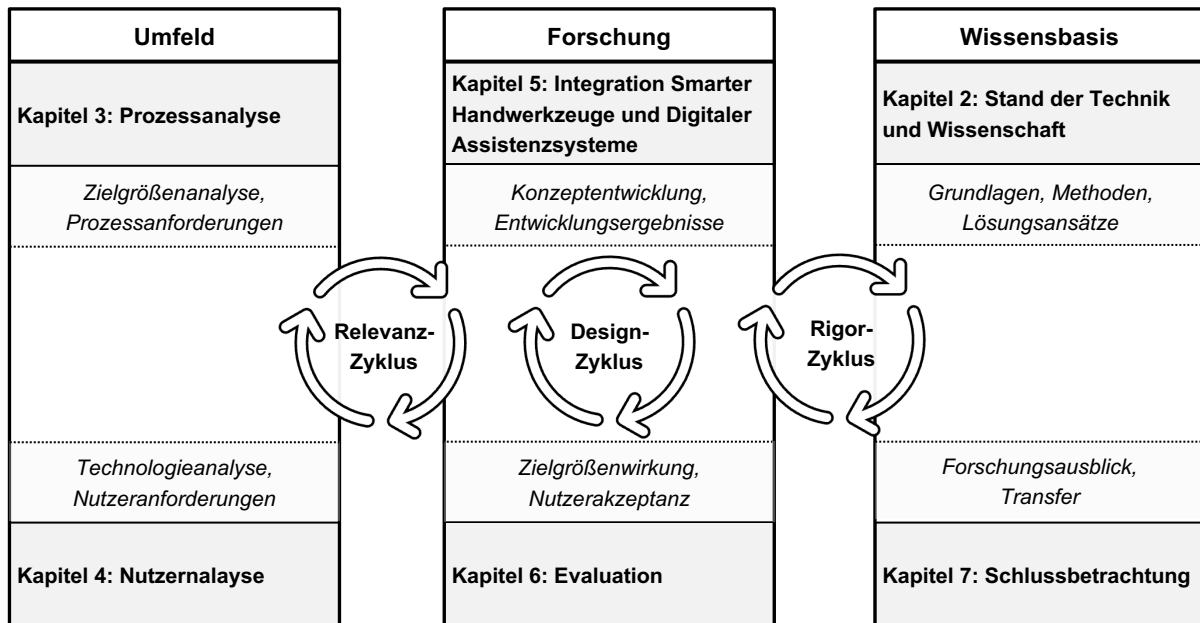 Umfeld
Kapitel 3: Prozessanalyse
Zielgrößenanalyse,
Prozessanforderungen
Technologieanalyse,
Nutzeranforderungen
Kapitel 4: Nutzernalayse
Relevanz-
Zyklus
Forschung
Kapitel 5: Integration Smarter
Handwerkzeuge und Digitaler
Assistenzsysteme
Konzeptentwicklung,
Entwicklungsergebnisse
Design-
Zyklus
Zielgrößenwirkung,
Nutzerakzeptanz
Kapitel 6: Evaluation
Rigor-
Zyklus
Wissensbasis
Kapitel 2: Stand der Technik
und Wissenschaft
Grundlagen, Methoden,
Lösungsansätze
Forschungsausblick,
Transfer
Kapitel 7: Schlussbetrachtung